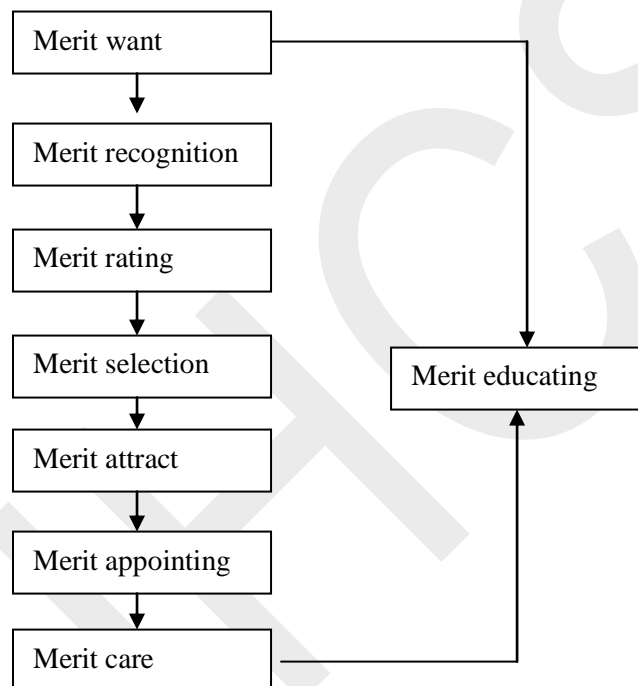 Merit want
Merit recognition
Merit rating
Merit selection
Merit educating
Merit attract
Merit appointing
Merit care